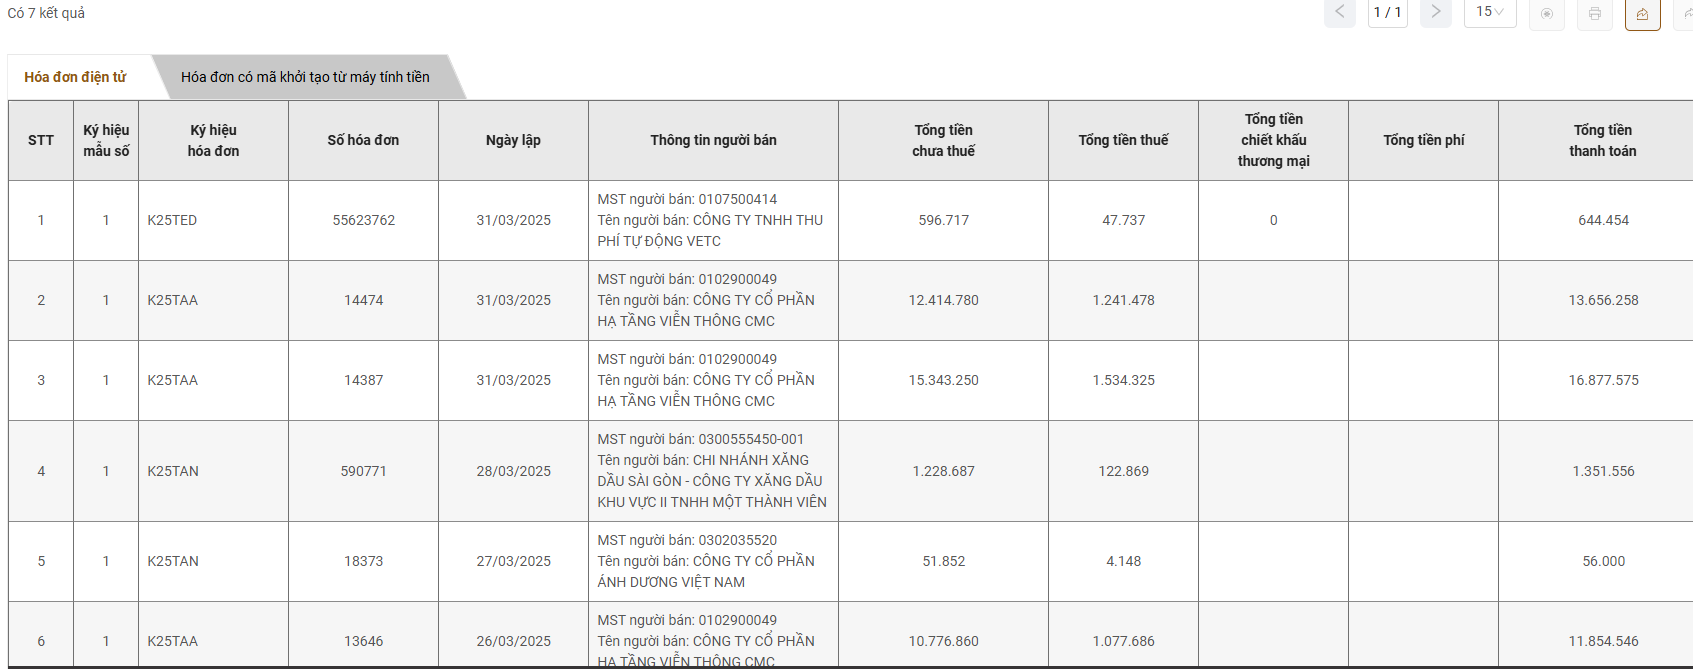 Có 7 kết quả
1 / 1
15
Hóa đơn điện tử
Hóa đơn có mã khởi tạo từ máy tính tiền
STT
Ký hiệu
mẫu số
Ký hiệu
hóa đơn
Số hóa đơn
Ngày lập
Thông tin người bán
Tổng tiền
chưa thuế
Tổng tiền thuế
Tổng tiền
chiết khấu
thương mại
Tổng tiền phí
Tổng tiền
thanh toán
1
1
K25TED
55623762
31/03/2025
MST người bán: 0107500414
Tên người bán: CÔNG TY TNHH THU
PHÍ TỰ ĐỘNG VETC
596.717
47.737
0
644.454
2
1
K25TAA
14474
31/03/2025
MST người bán: 0102900049
Tên người bán: CÔNG TY CỔ PHẦN
HẠ TẦNG VIỄN THÔNG CMC
12.414.780
1.241.478
13.656.258
3
1
K25TAA
14387
31/03/2025
MST người bán: 0102900049
Tên người bán: CÔNG TY CỔ PHẦN
HẠ TẦNG VIỄN THÔNG CMC
15.343.250
1.534.325
16.877.575
4
1
K25TAN
590771
28/03/2025
MST người bán: 0300555450-001
Tên người bán: CHI NHÁNH XĂNG
DẦU SÀI GÒN - CÔNG TY XĂNG DẦU
KHU VỰC II TNHH MỘT THÀNH VIÊN
1.228.687
122.869
1.351.556
5
1
K25TAN
18373
27/03/2025
MST người bán: 0302035520
Tên người bán: CÔNG TY CỔ PHẦN
ÁNH DƯƠNG VIỆT NAM
51.852
4.148
56.000
6
1
K25TAA
13646
26/03/2025
MST người bán: 0102900049
Tên người bán: CÔNG TY CỔ PHẦN
HẠ TẦNG VIỄN THÔNG CMC
10.776.860
1.077.686
11.854.546